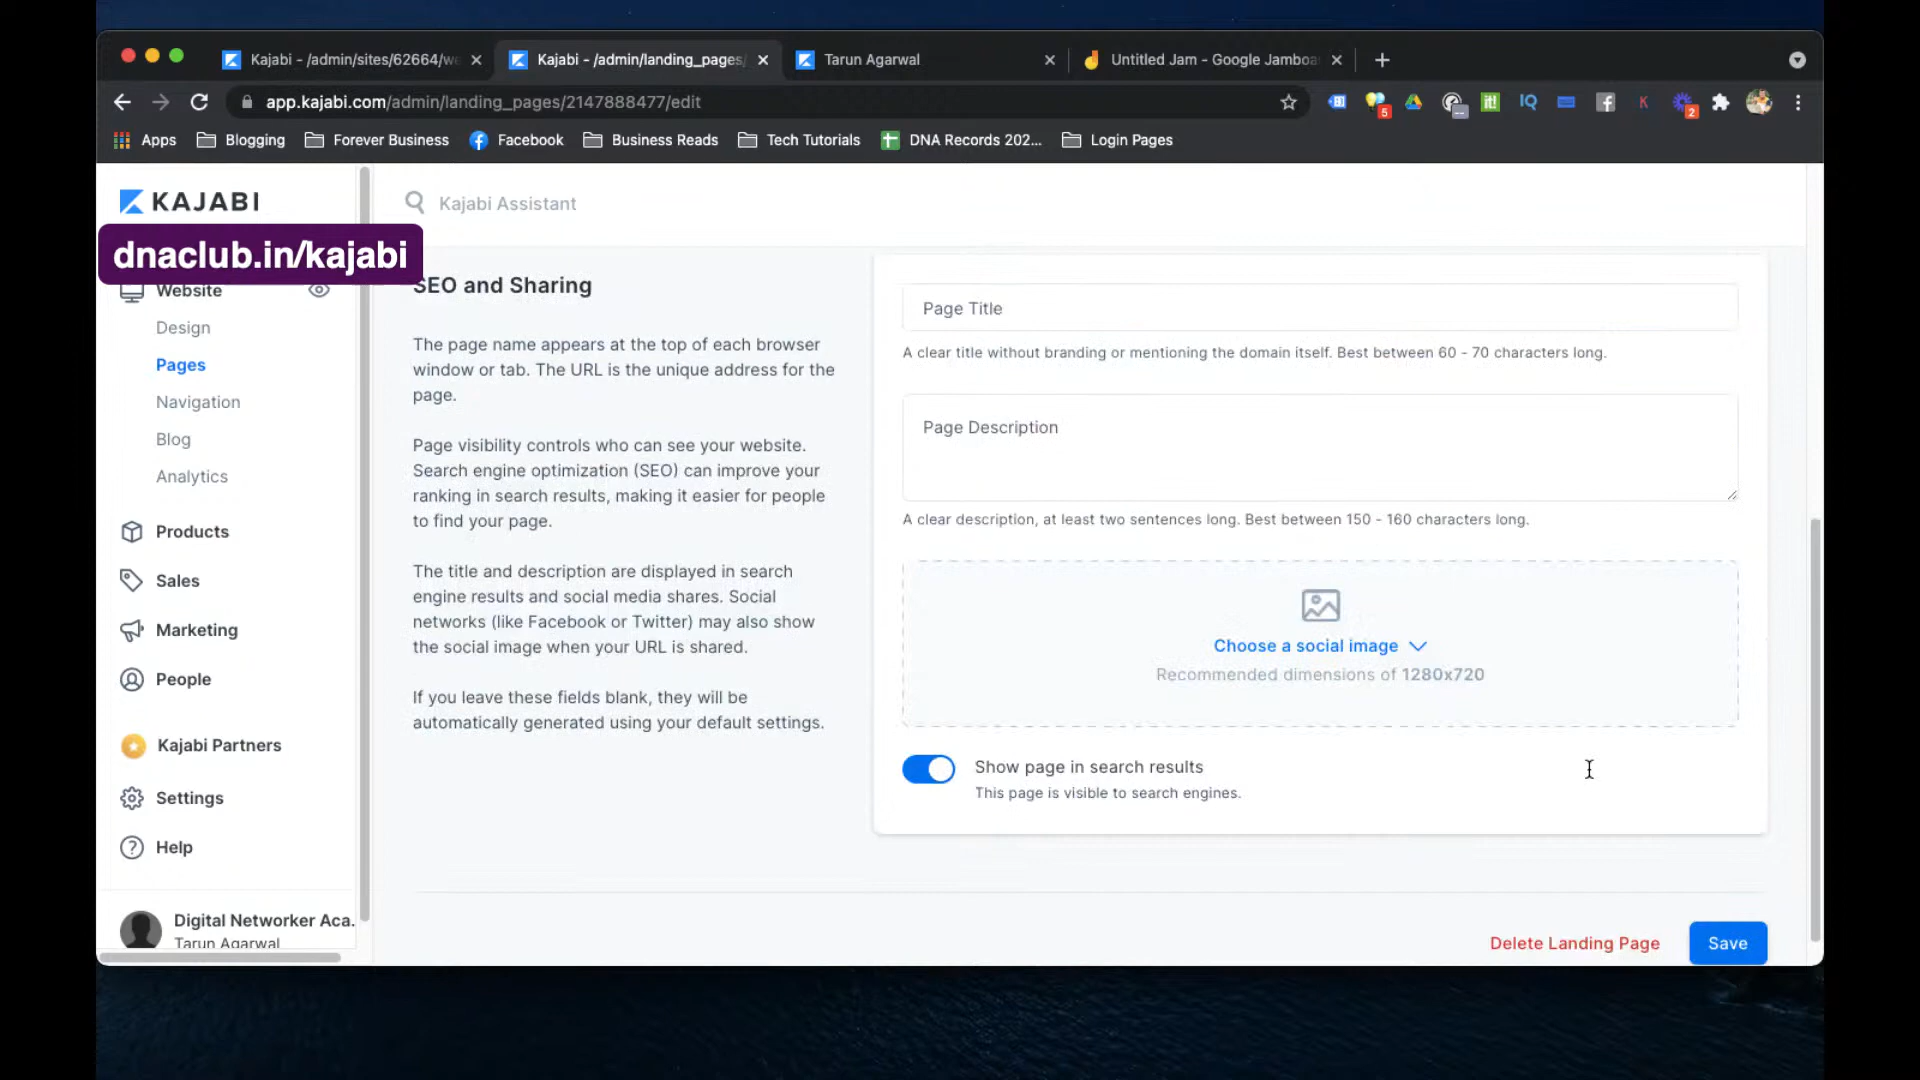 Kajabi - /admin/sites/62664/we
Kajabi - /admin/landing_pages/
Tarun Agarwal
Untitled Jam - Google Jamboa
app.kajabi.com/admin/landing_pages/2147888477/edit
5
it!
IQ
K
2
Apps
Blogging
Forever Business
Facebook
Business Reads
Tech Tutorials
DNA Records 202...
Login Pages
KAJABI
Kajabi Assistant
dnaclub.in/kajabi
Website
Design
Pages
Navigation
Blog
Analytics
Products
Sales
Marketing
People
Kajabi Partners
Settings
Help
Digital Networker Aca.
Tarun Agarwal
SEO and Sharing
The page name appears at the top of each browser
window or tab. The URL is the unique address for the
page.
Page visibility controls who can see your website.
Search engine optimization (SEO) can improve your
ranking in search results, making it easier for people
to find your page.
The title and description are displayed in search
engine results and social media shares. Social
networks (like Facebook or Twitter) may also show
the social image when your URL is shared.
If you leave these fields blank, they will be
automatically generated using your default settings.
Page Title
A clear title without branding or mentioning the domain itself. Best between 60 - 70 characters long.
Page Description
A clear description, at least two sentences long. Best between 150 - 160 characters long.
Choose a social image
Recommended dimensions of 1280x720
Show page in search results
This page is visible to search engines.
Delete Landing Page
Save